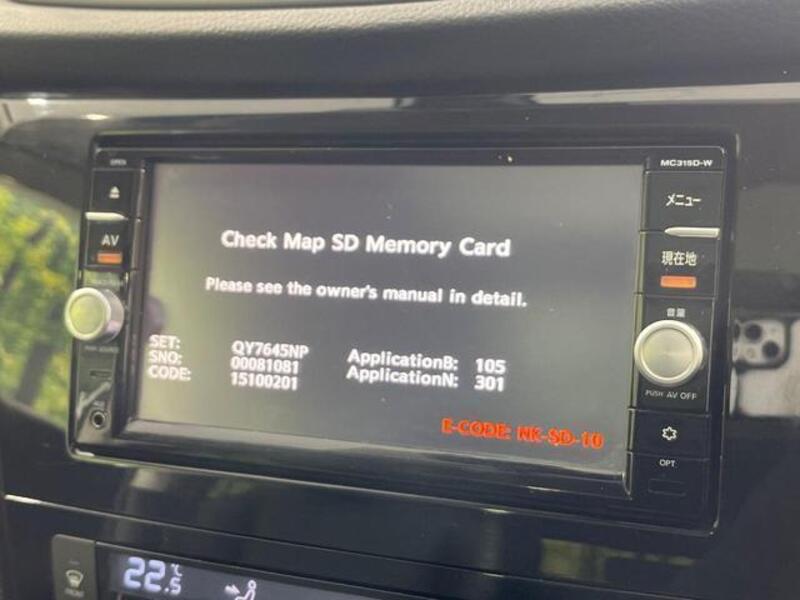 OPEN
MC315D-W
AV
メニュー
現在地
音量
PUSH AV OFF
OPT
Check Map SD Memory Card
Please see the owner's manual in detail.
SET: QY7645NP
SNO: 00081081 ApplicationB: 105
CODE: 15100201 ApplicationN: 301
E-CODE: NK-SD-10
22.5℃